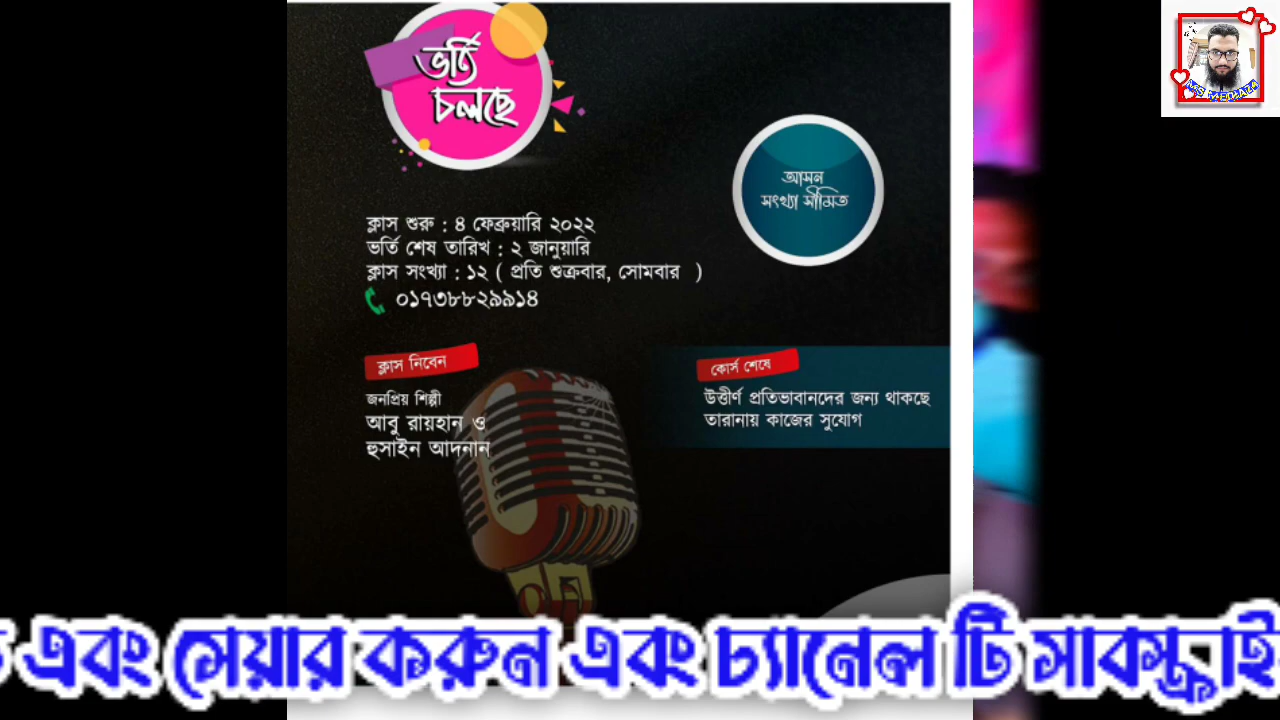 ভর্তি
চলছে
আসন
সংখ্যা সীমিত
ক্লাস শুরু : ৪ ফেব্রুয়ারি ২০২২
ভর্তি শেষ তারিখ : ২ জানুয়ারি
ক্লাস সংখ্যা : ১২ ( প্রতি শুক্রবার, সোমবার )
০১৭৩৮৮২৯৯১৪
ক্লাস নিবেন
জনপ্রিয় শিল্পী
আবু রায়হান ও
হুসাইন আদনান
কোর্স শেষে
উত্তীর্ণ প্রতিভাবানদের জন্য থাকছে
তারানায় কাজের সুযোগ
এবং সেয়ার করুন এবং চ্যানেল টি সাবস্ক্রাই